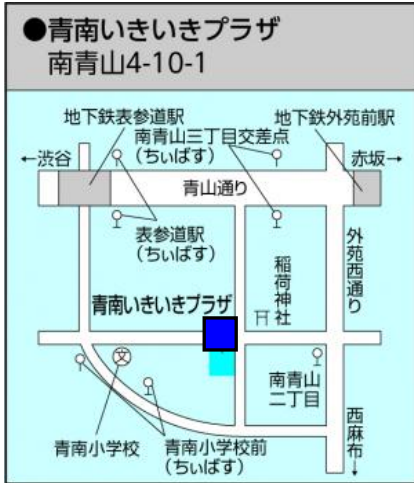 ●青南いきいきプラザ
南青山4-10-1
地下鉄表参道駅
地下鉄外苑前駅
南青山三丁目交差点
(ちぃばす)
←渋谷
赤坂→
青山通り
表参道駅
(ちぃばす)
外苑西通り
稲荷神社
青南いきいきプラザ
文
南青山
二丁目
青南小学校
青南小学校前
(ちぃばす)
西麻布→